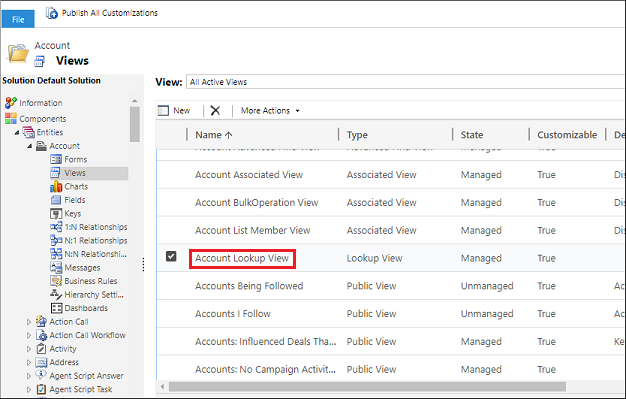 File
Publish All Customizations
Account
Views
Solution Default Solution
Information
Components
Entities
Account
Forms
Views
Charts
Fields
Keys
1:N Relationships
N:1 Relationships
N:N Relationshi...
Messages
Business Rules
Hierarchy Setti...
Dashboards
Action Call
Action Call Workflow
Activity
Address
Agent Script Answer
Agent Script Task
View: All Active Views
New More Actions
Name Type State Customizable De
Managed True
Account Associated View Associated View Managed True Dis
Account BulkOperation View Associated View Managed True
Account List Member View Associated View Managed True Dis
Account Lookup View Lookup View Managed True
Accounts Being Followed Public View Unmanaged True Ac
Accounts I Follow Public View Unmanaged True Ac
Accounts: Influenced Deals Tha... Public View Managed True Ke
Accounts: No Campaign Activit... Public View Managed True